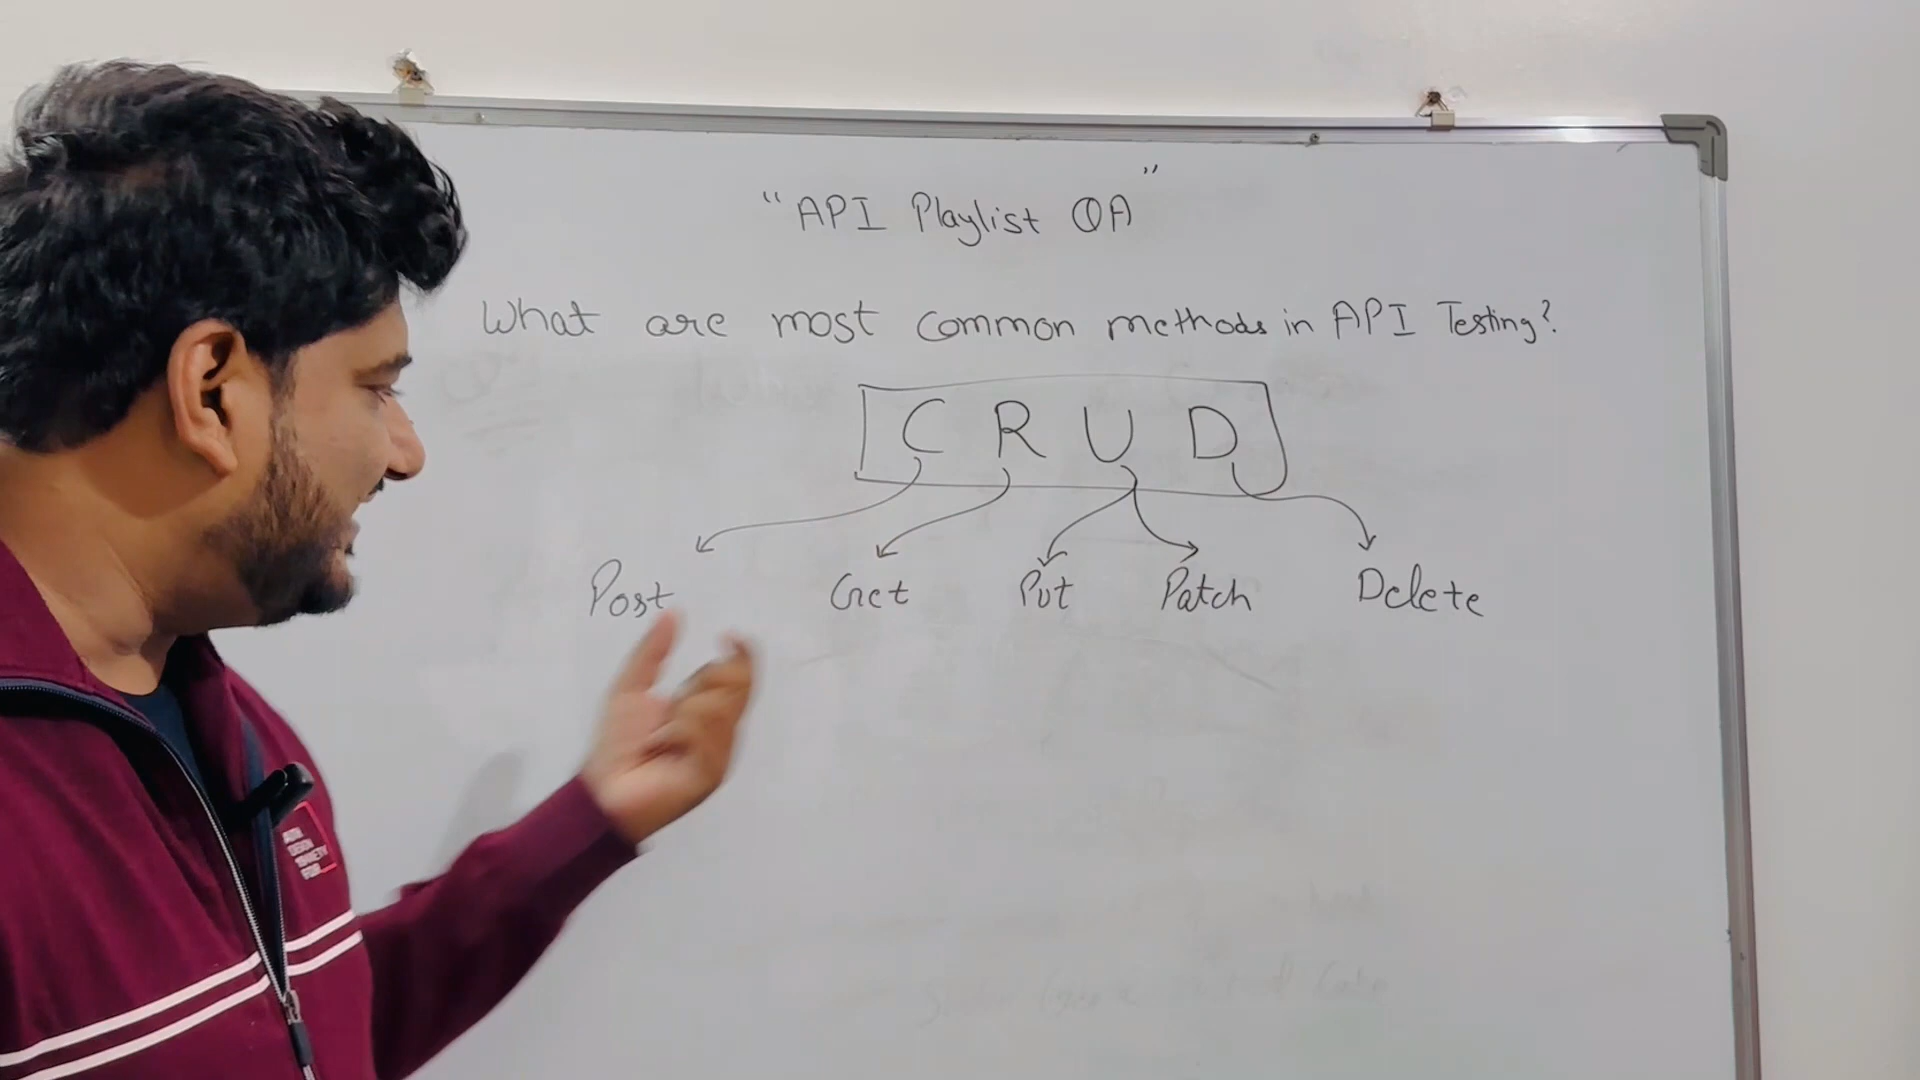 “API Playlist QA”
What are most common methods in API Testing?
C R U D
Post Get Put Patch Delete